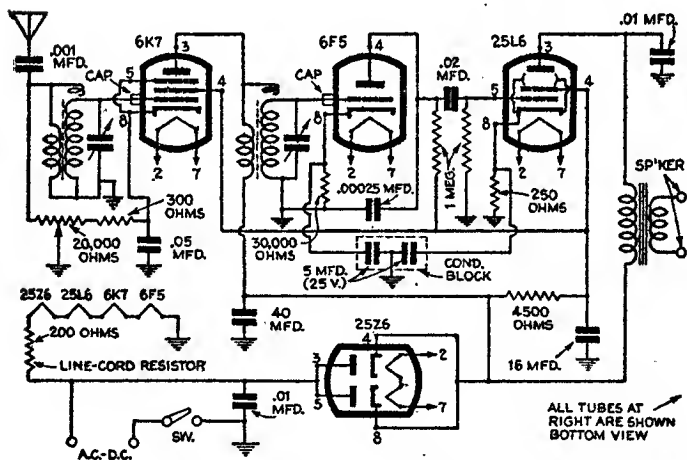 6K7
6F5
25L6
.01 MFD.
.001 MFD.
CAP.
5
3
4
8
2
7
CAP
4
8
2
7
.02 MFD.
5
3
4
8
2
7
300 OHMS
20,000 OHMS
.05 MFD.
.00025 MFD.
30,000 OHMS
1 MEG.
250 OHMS
SP'KER
5 MFD. (25 V.)
COND. BLOCK
25Z6 25L6 6K7 6F5
200 OHMS
LINE-CORD RESISTOR
40 MFD.
25Z6
4
3
5
2
7
8
4500 OHMS
16 MFD.
.01 MFD.
SW.
A.C.-D.C.
ALL TUBES AT
RIGHT ARE SHOWN
BOTTOM VIEW